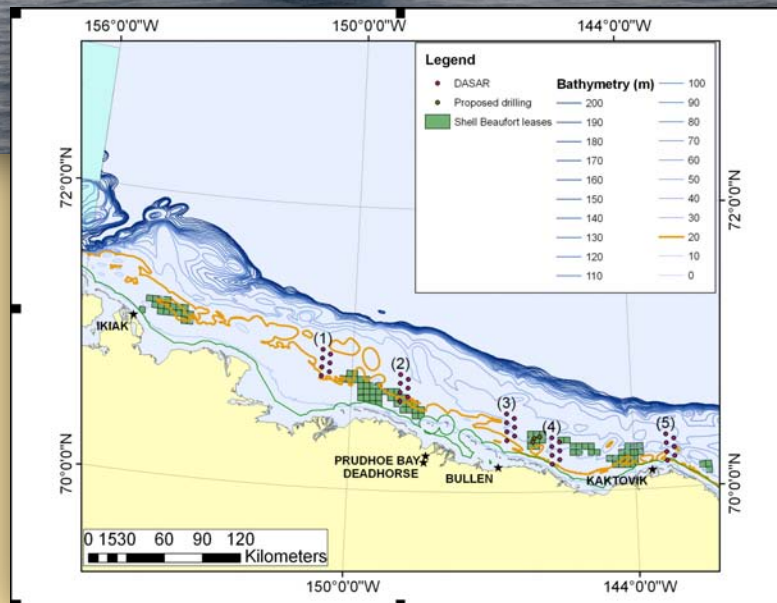 156°0'0"W
150°0'0"W
144°0'0"W
Legend
DASAR
Proposed drilling
Shell Beaufort leases
Bathymetry (m)
200
190
180
170
160
150
140
130
120
110
100
90
80
70
60
50
40
30
20
10
0
72°0'0"N
72°0'0"N
IKIAK
(1)
(2)
(3)
(4)
(5)
PRUDHOE BAY
DEADHORSE
BULLEN
KAKTOVIK
70°0'0"N
70°0'0"N
0 1530 60 90 120
Kilometers
150°0'0"W
144°0'0"W